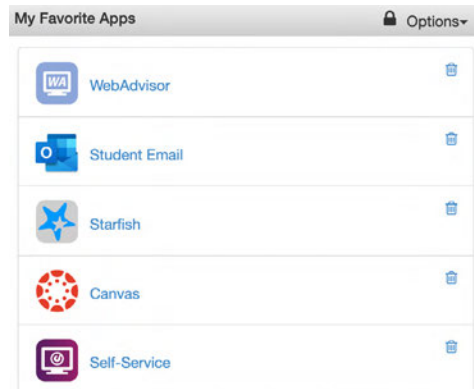 My Favorite Apps
Options
WA
WebAdvisor
Student Email
Starfish
Canvas
Self-Service